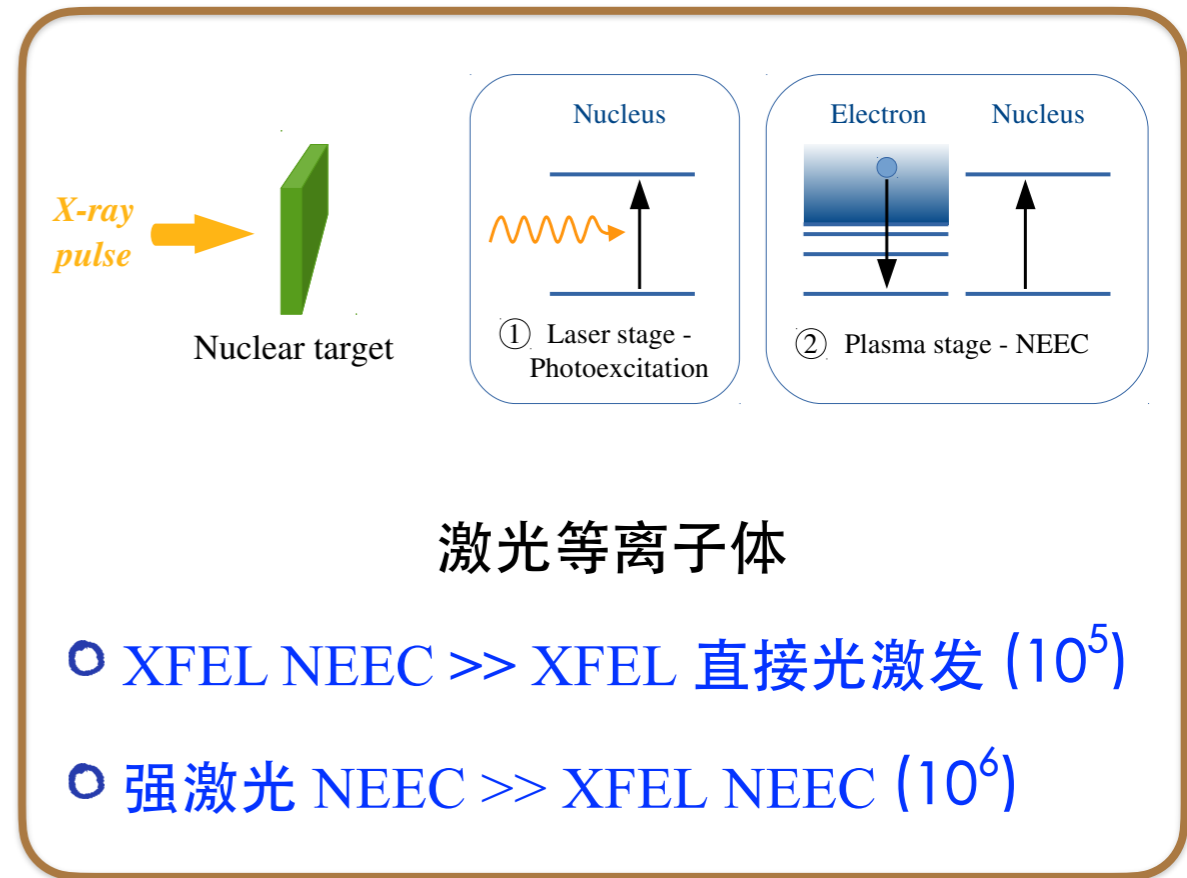 X-ray
pulse
Nuclear target
Nucleus
① Laser stage -
Photoexcitation
Electron Nucleus
② Plasma stage - NEEC
激光等离子体
XFEL NEEC >> XFEL 直接光激发 (10⁵)
强激光 NEEC >> XFEL NEEC (10⁶)